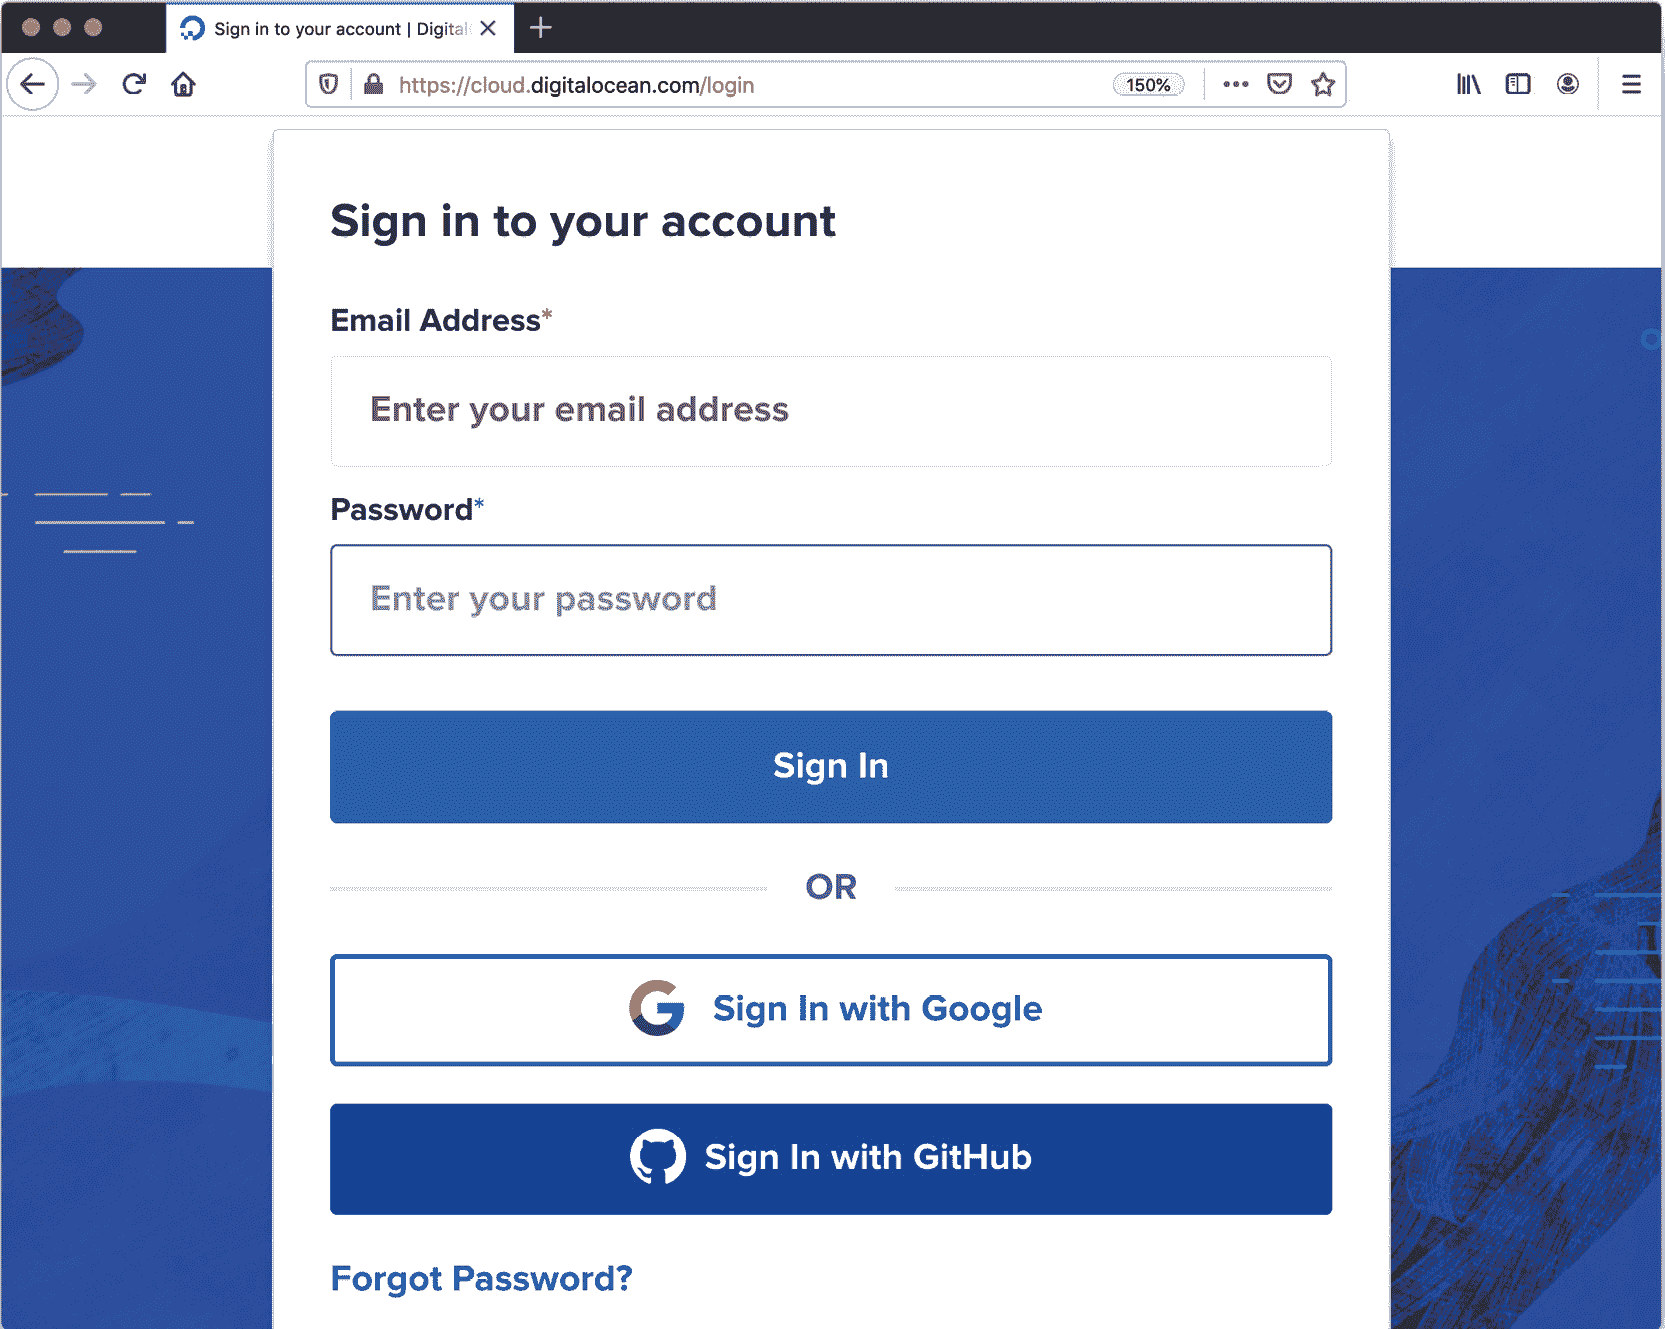 Sign in to your account | Digital
https://cloud.digitalocean.com/login
150%
Sign in to your account
Email Address*
Enter your email address
Password*
Enter your password
Sign In
OR
Sign In with Google
Sign In with GitHub
Forgot Password?